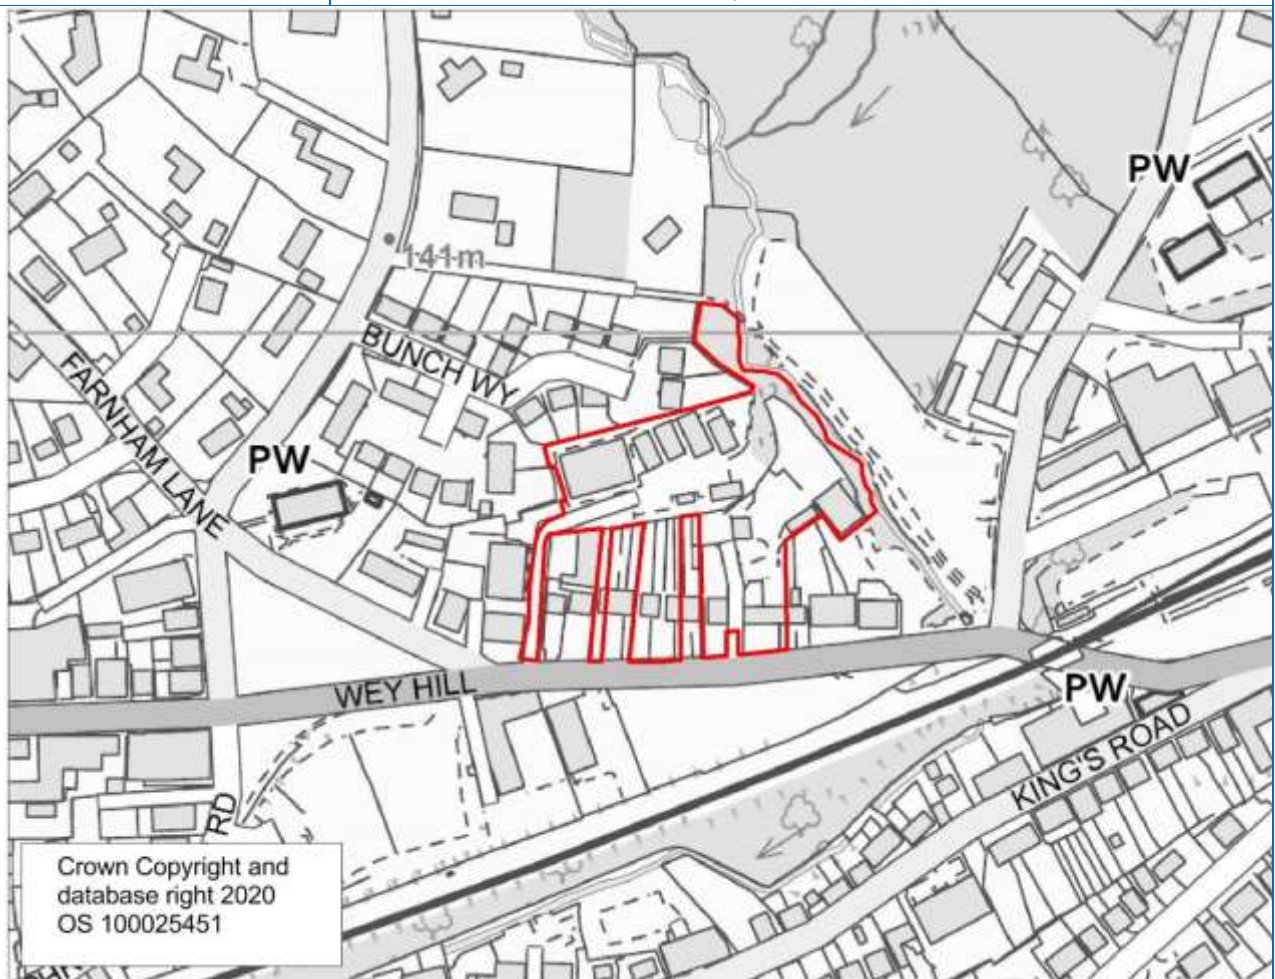 PW
141m
BUNCH WY
FARNHAM LANE
PW
WEY HILL
PW
KING'S ROAD
RD
Crown Copyright and
database right 2020
OS 100025451